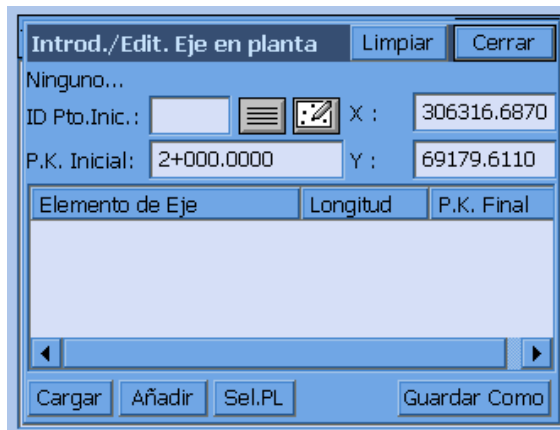 Introd./Edit. Eje en planta Limpiar Cerrar
Ninguno...
ID Pto.Inic.: X : 306316.6870
P.K. Inicial: 2+000.0000 Y : 69179.6110
Elemento de Eje Longitud P.K. Final
Cargar Añadir Sel.PL Guardar Como